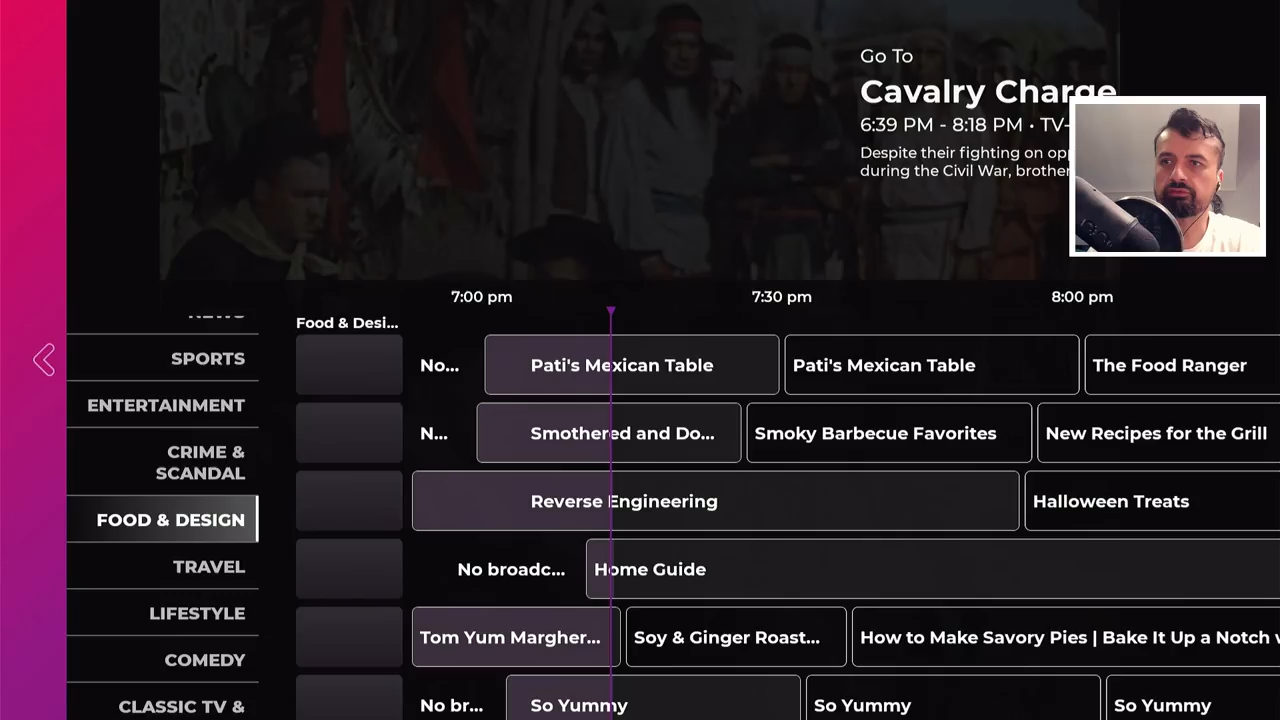 Go To
Cavalry Charge
6:39 PM - 8:18 PM • TV-
Despite their fighting on opp
during the Civil War, brother
7:00 pm 7:30 pm 8:00 pm
NEWS
Food & Desi...
SPORTS
No... Pati's Mexican Table Pati's Mexican Table The Food Ranger
ENTERTAINMENT
N... Smothered and Do... Smoky Barbecue Favorites New Recipes for the Grill
CRIME &
SCANDAL
Reverse Engineering Halloween Treats
FOOD & DESIGN
TRAVEL
No broadc... Home Guide
LIFESTYLE
Tom Yum Margher... Soy & Ginger Roast... How to Make Savory Pies | Bake It Up a Notch
COMEDY
CLASSIC TV &
No br... So Yummy So Yummy So Yummy